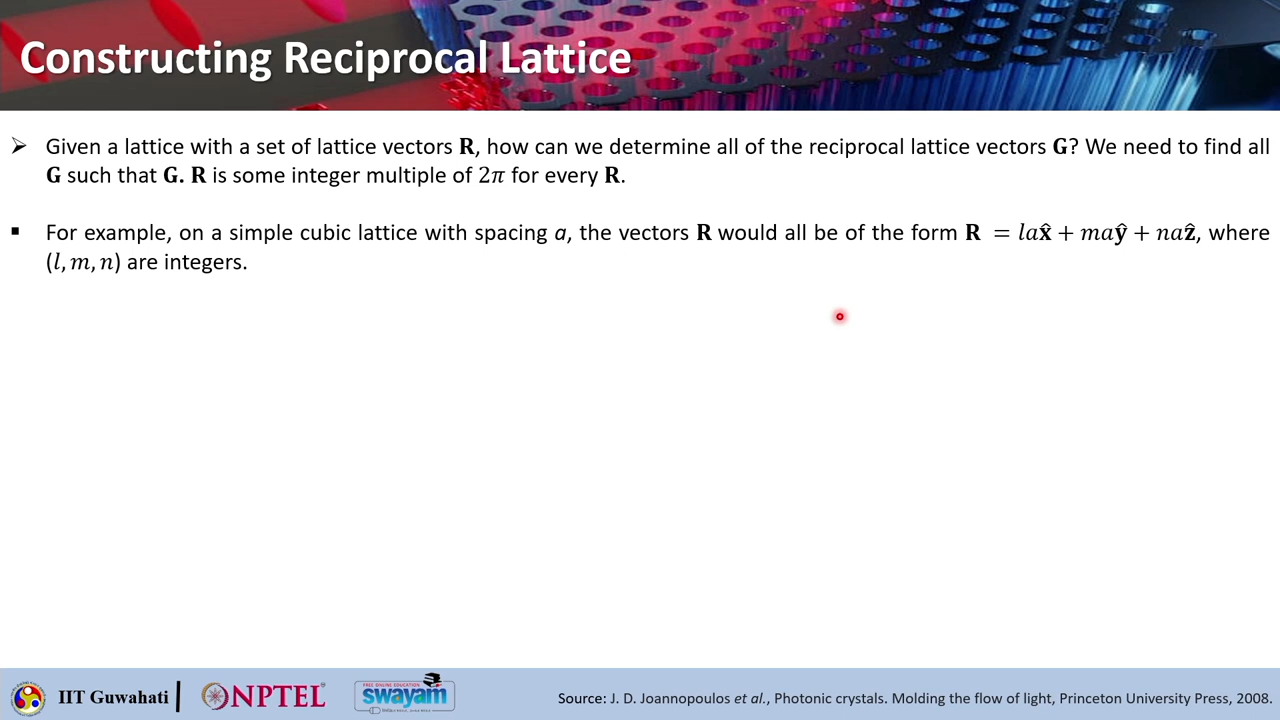 Constructing Reciprocal Lattice
➢ Given a lattice with a set of lattice vectors R, how can we determine all of the reciprocal lattice vectors G? We need to find all
G such that G. R is some integer multiple of 2π for every R.
▪ For example, on a simple cubic lattice with spacing a, the vectors R would all be of the form R = lax̂ + maŷ + naẑ, where
(l, m, n) are integers.
IIT Guwahati
NPTEL
FREE ONLINE EDUCATION
swayam
Source: J. D. Joannopoulos et al., Photonic crystals. Molding the flow of light, Princeton University Press, 2008.